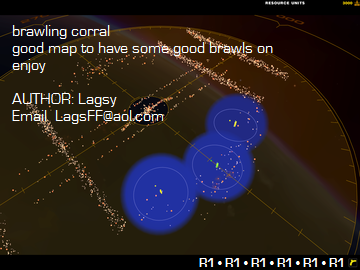 RESOURCE UNITS
3000
brawling corral
good map to have some good brawls on
enjoy
AUTHOR: Lagsy
Email LagsFF@aol.com
R1 • R1 • R1 • R1 • R1 • R1 r